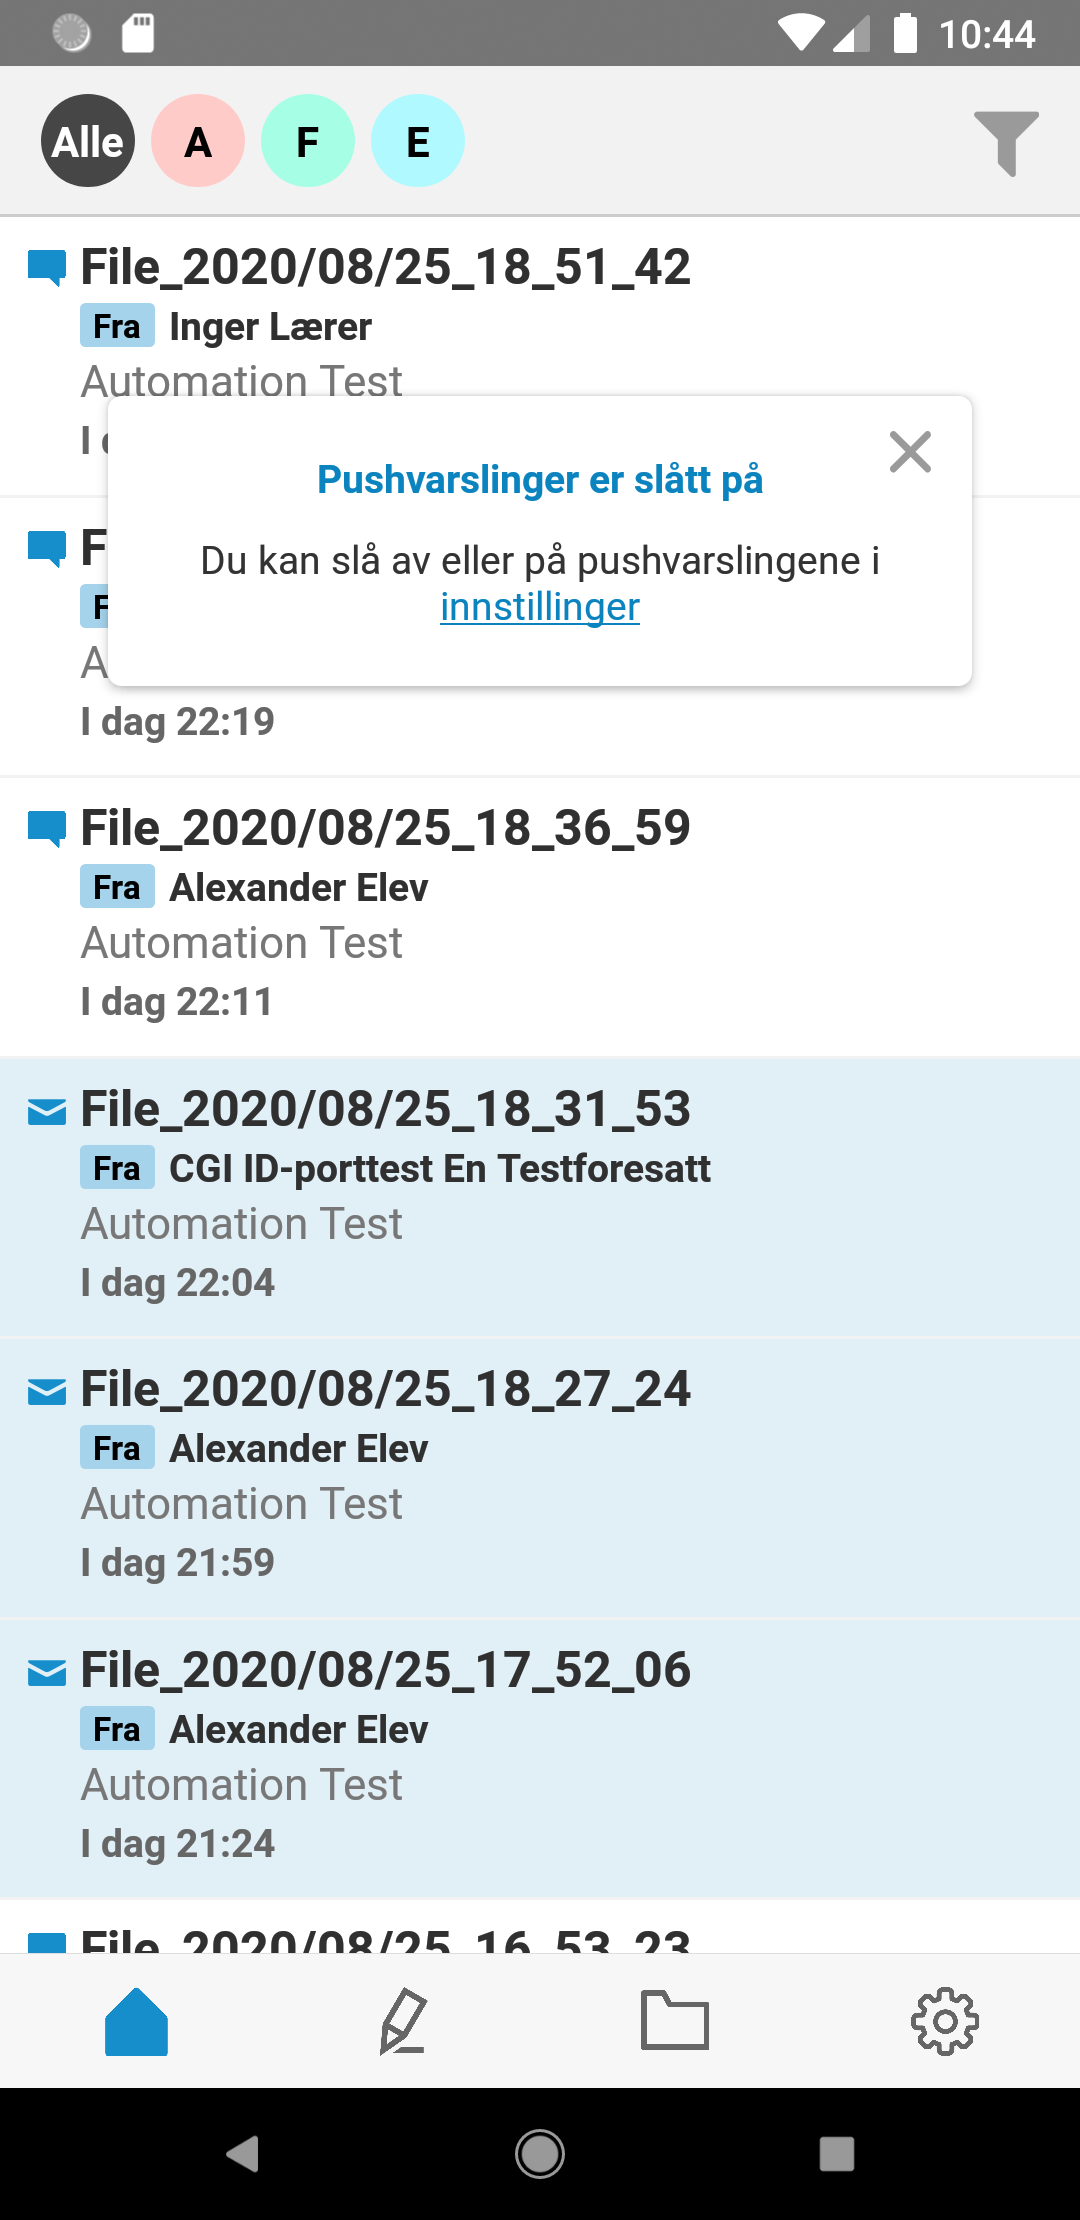 10:44
Alle A F E
File_2020/08/25_18_51_42
Fra Inger Lærer
Automation Test
I
Pushvarslinger er slått på
Du kan slå av eller på pushvarslingene i
innstillinger
I dag 22:19
File_2020/08/25_18_36_59
Fra Alexander Elev
Automation Test
I dag 22:11
File_2020/08/25_18_31_53
Fra CGI ID-porttest En Testforesatt
Automation Test
I dag 22:04
File_2020/08/25_18_27_24
Fra Alexander Elev
Automation Test
I dag 21:59
File_2020/08/25_17_52_06
Fra Alexander Elev
Automation Test
I dag 21:24
File_2020/08/25_16_53_23